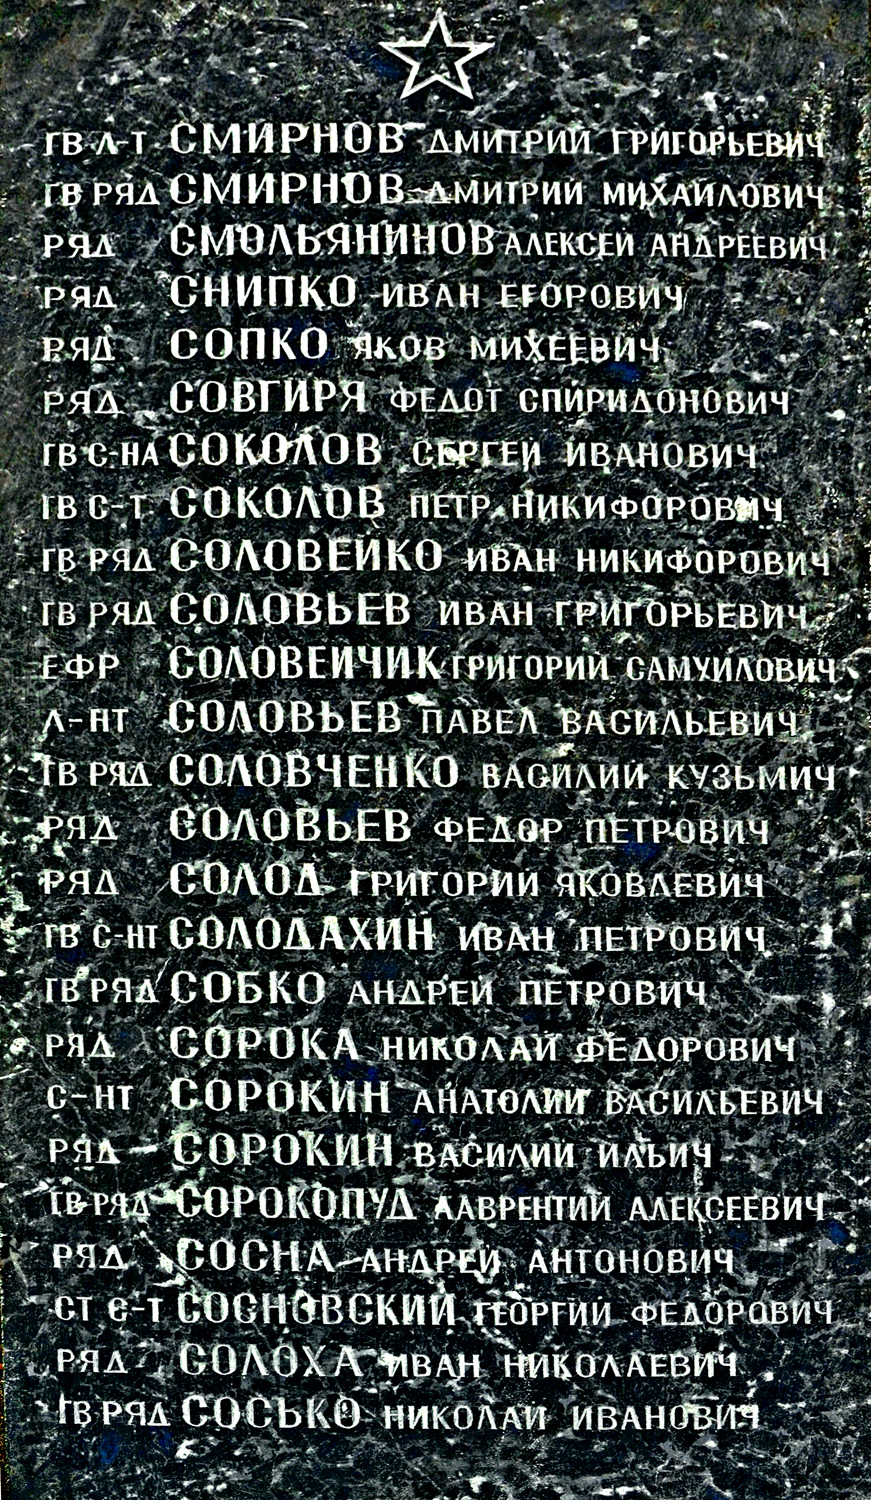 ГВ Л-Т СМИРНОВ ДМИТРИЙ ГРИГОРЬЕВИЧ
ГВ РЯД СМИРНОВ ДМИТРИЙ МИХАЙЛОВИЧ
РЯД СМОЛЬЯНИНОВ АЛЕКСЕЙ АНДРЕЕВИЧ
РЯД СНИПКО ИВАН ЕГОРОВИЧ
РЯД СОПКО ЯКОВ МИХЕЕВИЧ
РЯД СОВГИРЯ ФЕДОТ СПИРИДОНОВИЧ
ГВ С-НА СОКОЛОВ СЕРГЕЙ ИВАНОВИЧ
ГВ С-Т СОКОЛОВ ПЕТР НИКИФОРОВИЧ
ГВ РЯД СОЛОВЕЙКО ИВАН НИКИФОРОВИЧ
ГВ РЯД СОЛОВЬЕВ ИВАН ГРИГОРЬЕВИЧ
ЕФР СОЛОВЕЙЧИК ГРИГОРИЙ САМУИЛОВИЧ
Л-НТ СОЛОВЬЕВ ПАВЕЛ ВАСИЛЬЕВИЧ
ГВ РЯД СОЛОВЧЕНКО ВАСИЛИЙ КУЗЬМИЧ
РЯД СОЛОВЬЕВ ФЕДОР ПЕТРОВИЧ
РЯД СОЛОД ГРИГОРИЙ ЯКОВЛЕВИЧ
ГВ С-НТ СОЛОДАХИН ИВАН ПЕТРОВИЧ
ГВ РЯД СОБКО АНДРЕЙ ПЕТРОВИЧ
РЯД СОРОКА НИКОЛАЙ ФЕДОРОВИЧ
С-НТ СОРОКИН АНАТОЛИЙ ВАСИЛЬЕВИЧ
РЯД СОРОКИН ВАСИЛИЙ ИЛЬИЧ
ГВ РЯД СОРОКОПУД ЛАВРЕНТИЙ АЛЕКСЕЕВИЧ
РЯД СОСНА АНДРЕЙ АНТОНОВИЧ
СТ С-Т СОСНОВСКИЙ ГЕОРГИЙ ФЕДОРОВИЧ
РЯД СОЛОХА ИВАН НИКОЛАЕВИЧ
ГВ РЯД СОСЬКО НИКОЛАЙ ИВАНОВИЧ